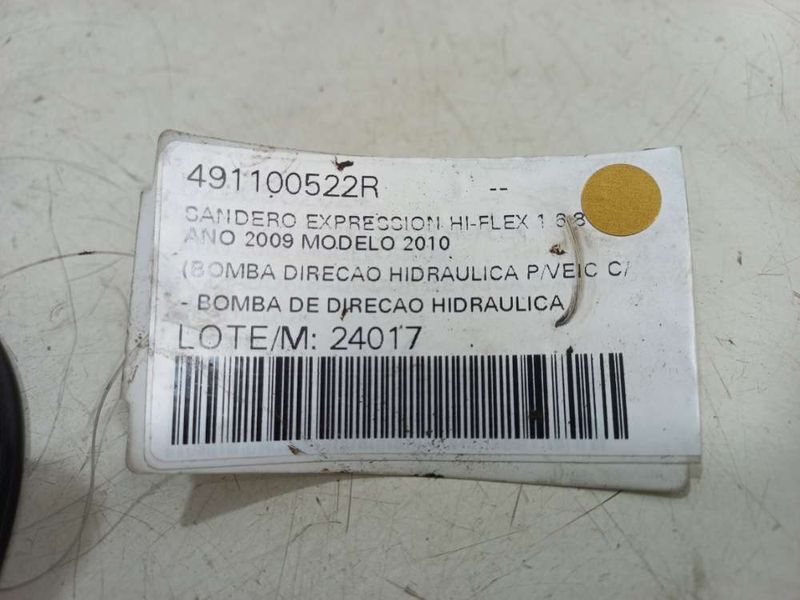 491100522R --
SANDERO EXPRESSION HI-FLEX 1.6 8
ANO 2009 MODELO 2010
(BOMBA DIRECAO HIDRAULICA P/VEIC C/
- BOMBA DE DIRECAO HIDRAULICA
LOTE/M: 24017